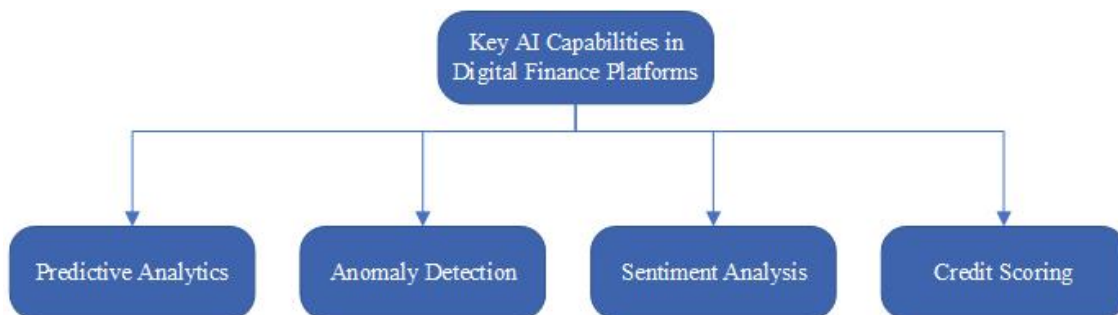 Key AI Capabilities in
Digital Finance Platforms
Predictive Analytics
Anomaly Detection
Sentiment Analysis
Credit Scoring